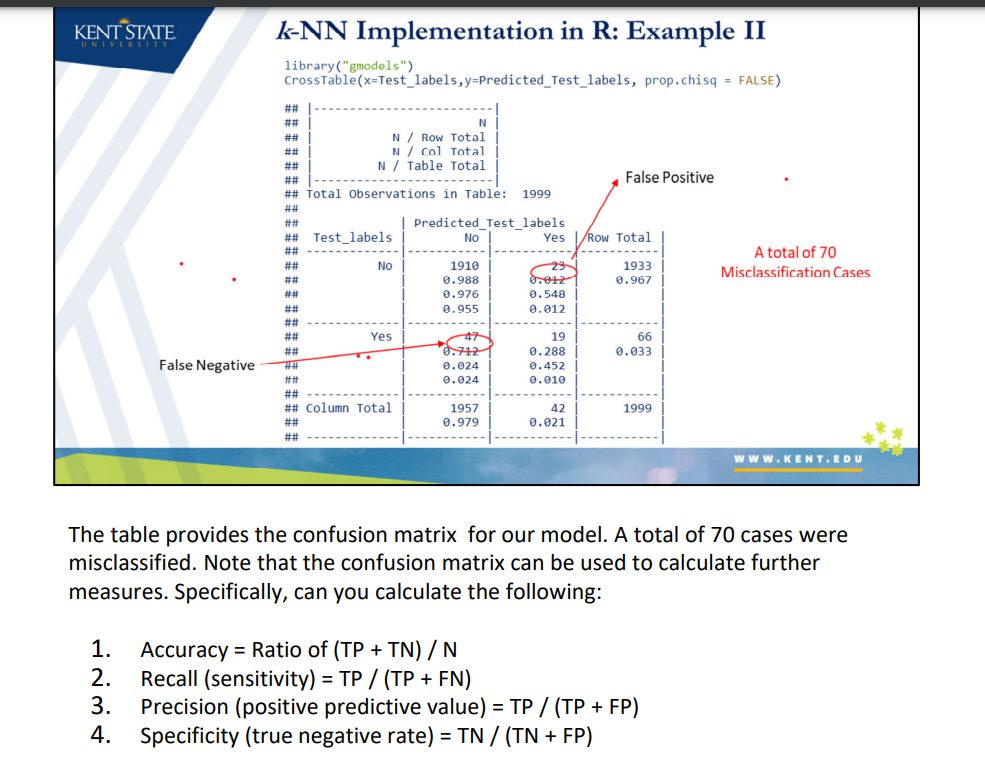 KENT STATE
UNIVERSITY
k-NN Implementation in R: Example II
library("gmodels")
CrossTable(x=Test_labels,y=Predicted_Test_labels, prop.chisq = FALSE)
## |-------------------------|
## | N
## | N / Row Total |
## | N / Col Total |
## | N / Table Total |
## |-------------------------|
False Positive
## Total Observations in Table: 1999
##
## | Predicted_Test_labels
## Test_labels | No | Yes | Row Total |
## -------------|-----------|-----------|-----------|
## No | 1910 | 23 | 1933 |
## | 0.988 | 0.012 | 0.967 |
## | 0.976 | 0.548 | |
## | 0.955 | 0.012 | |
## -------------|-----------|-----------|-----------|
## Yes | 47 | 19 | 66 |
## | 0.712 | 0.288 | 0.033 |
## | 0.024 | 0.452 | |
## | 0.024 | 0.010 | |
## -------------|-----------|-----------|-----------|
## Column Total | 1957 | 42 | 1999 |
## | 0.979 | 0.021 | |
## -------------|-----------|-----------|-----------|
A total of 70
Misclassification Cases
False Negative
WWW.KENT.EDU
The table provides the confusion matrix for our model. A total of 70 cases were
misclassified. Note that the confusion matrix can be used to calculate further
measures. Specifically, can you calculate the following:
1. Accuracy = Ratio of (TP + TN) / N
2. Recall (sensitivity) = TP / (TP + FN)
3. Precision (positive predictive value) = TP / (TP + FP)
4. Specificity (true negative rate) = TN / (TN + FP)